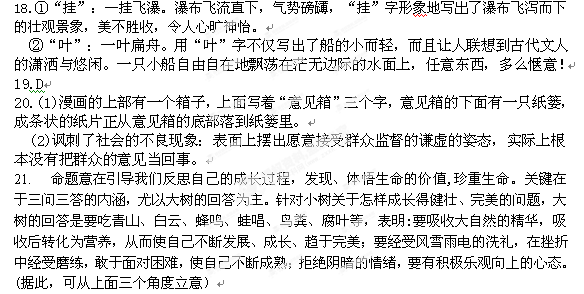 18.①“挂”：一挂飞瀑。瀑布飞流直下，气势磅礴，“挂”字形象地写出了瀑布飞泻而下
的壮观景象，美不胜收，令人心旷神怡。
②“叶”：一叶扁舟。用“叶”字不仅写出了船的小而轻，而且让人联想到古代文人
的潇洒与悠闲。一只小船自由自在地飘荡在茫无边际的水面上，任意东西，多么惬意！
19.D
20.(1)漫画的上部有一个箱子，上面写着“意见箱”三个字，意见箱的下面有一只纸篓，
成条状的纸片正从意见箱的底部落到纸篓里。
(2)讽刺了社会的不良现象：表面上摆出愿意接受群众监督的谦虚的姿态，实际上根
本没有把群众的意见当回事。
21. 命题意在引导我们反思自己的成长过程，发现、体悟生命的价值,珍重生命。关键在
于三问三答的内涵，尤以大树的回答为主。针对小树关于怎样成长得健壮、完美的问题，大
树的回答是要吃青山、白云、蜂鸣、蛙唱、鸟粪、腐叶等，表明:要吸收大自然的精华，吸
收后转化为营养，从而使自己不断发展、成长、趋于完美；要经受风雪雨电的洗礼，在挫折
中经受磨练，敢于面对困难，使自己不断成熟；拒绝阴暗的情绪，要有积极乐观向上的心态。
(据此，可从上面三个角度立意)